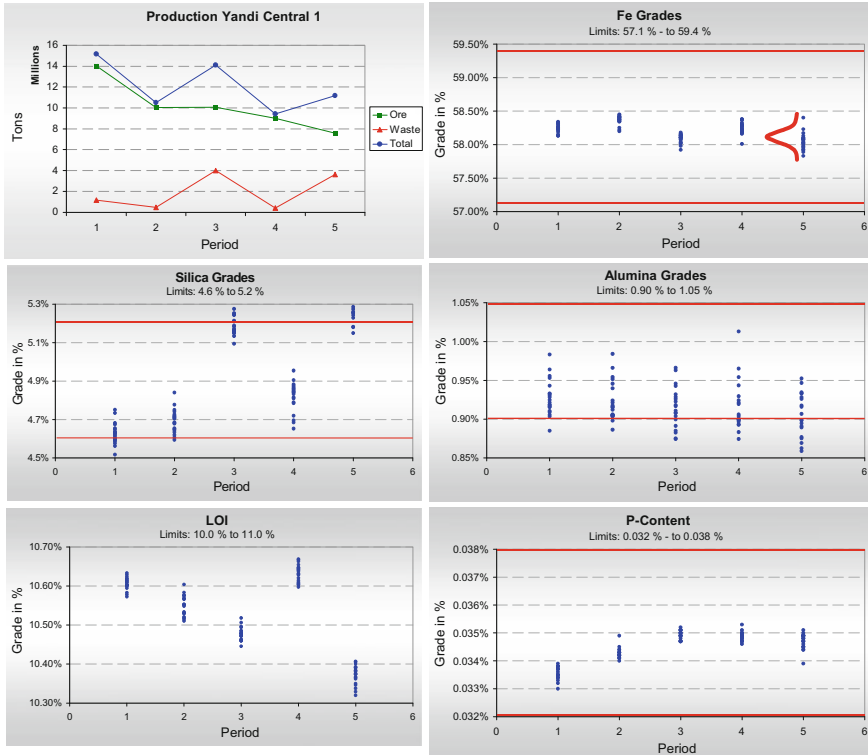 Production Yandi Central 1
16
14
12
10
8
6
4
2
0
Millions
Tons
1 2 3 4 5
Period
Ore
Waste
Total
Fe Grades
Limits: 57.1 % - to 59.4 %
59.50%
59.00%
58.50%
58.00%
57.50%
57.00%
Grade in %
0 1 2 3 4 5 6
Period
Silica Grades
Limits: 4.6 % to 5.2 %
5.3%
5.1%
4.9%
4.7%
4.5%
Grade in %
0 1 2 3 4 5 6
Period
Alumina Grades
Limits: 0.90 % to 1.05 %
1.05%
1.00%
0.95%
0.90%
0.85%
Grade in %
0 1 2 3 4 5 6
Period
LOI
Limits: 10.0 % to 11.0 %
10.70%
10.60%
10.50%
10.40%
10.30%
Grade in %
0 1 2 3 4 5 6
Period
P-Content
Limits: 0.032 % - to 0.038 %
0.038%
0.037%
0.036%
0.035%
0.034%
0.033%
0.032%
Grade in %
0 1 2 3 4 5 6
Period